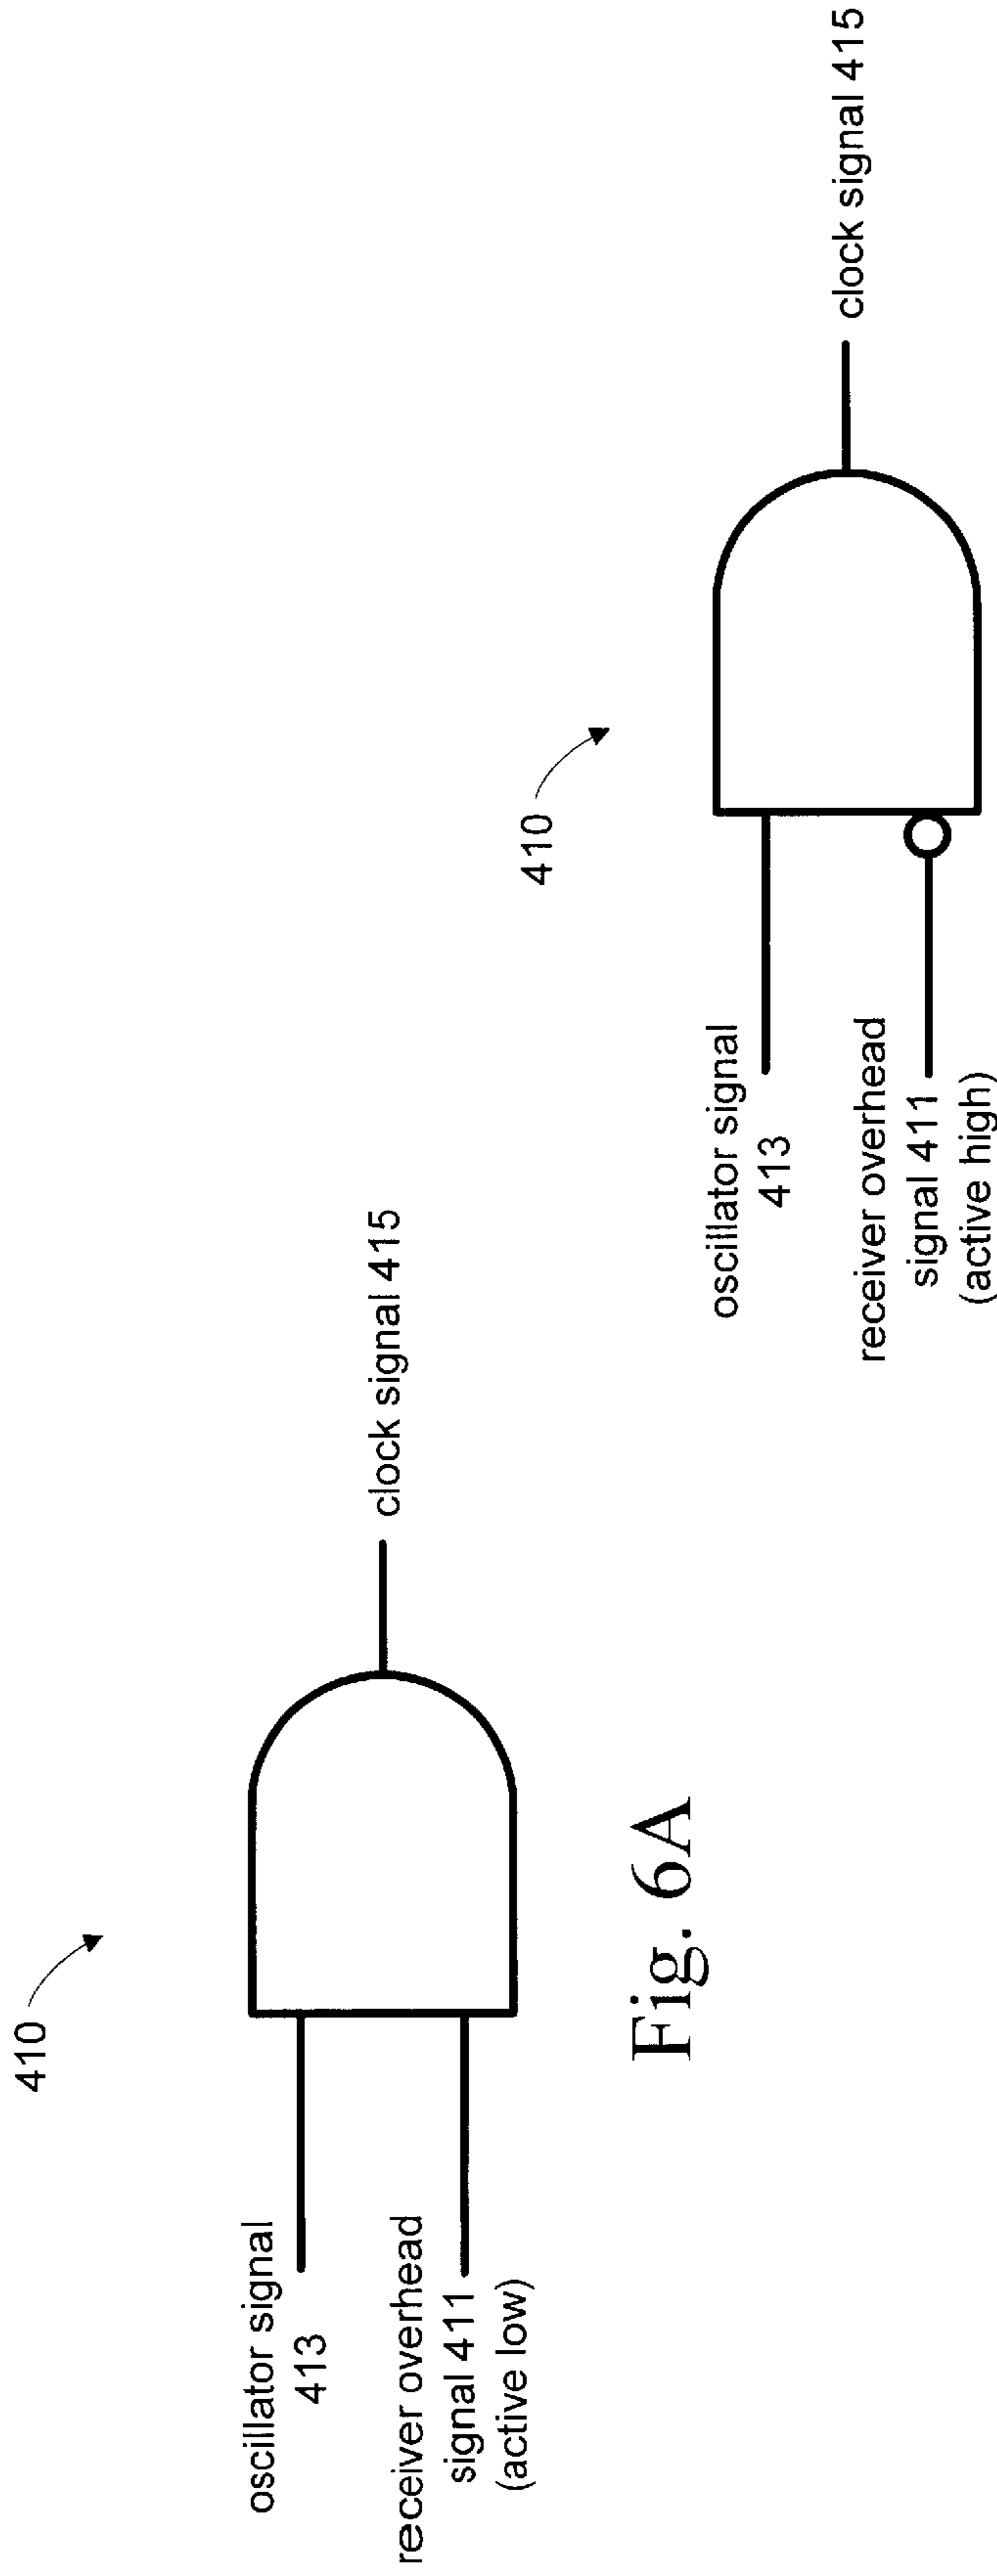 410
oscillator signal
413
receiver overhead
signal 411
(active low)
clock signal 415
Fig. 6A
410
oscillator signal
413
receiver overhead
signal 411
(active high)
clock signal 415